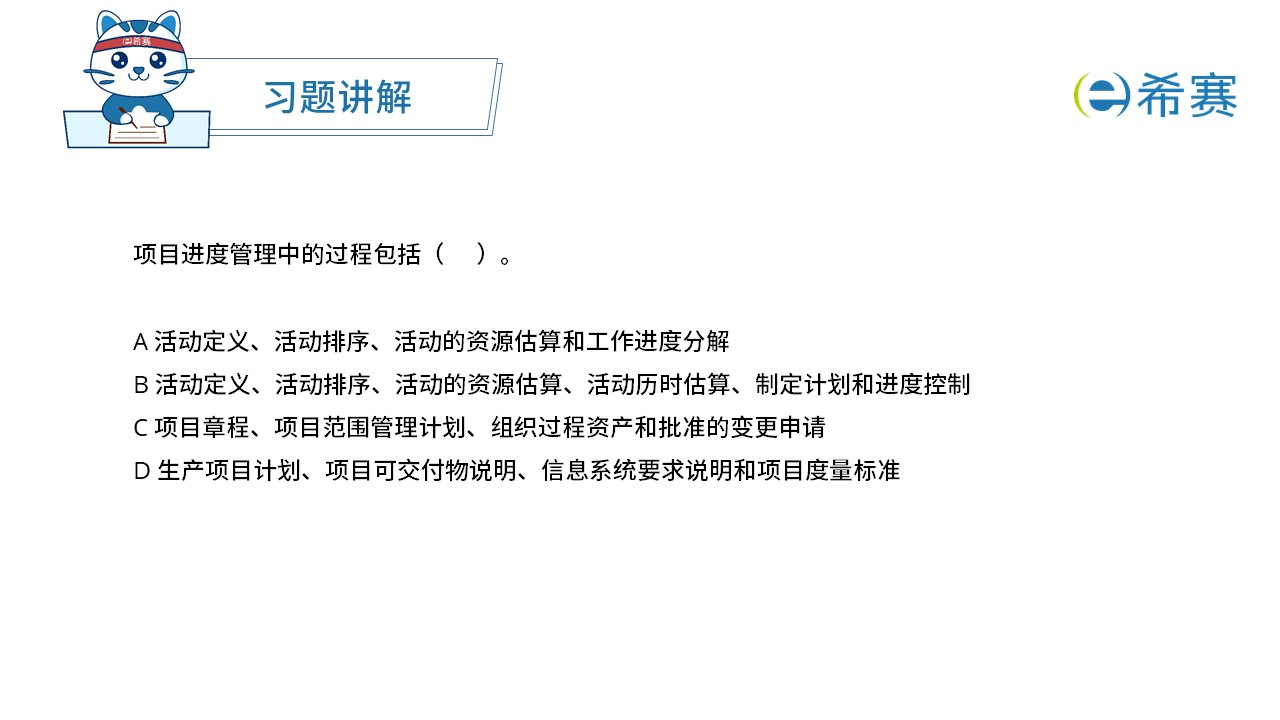 希赛
习题讲解
希赛
项目进度管理中的过程包括（ ）。
A 活动定义、活动排序、活动的资源估算和工作进度分解
B 活动定义、活动排序、活动的资源估算、活动历时估算、制定计划和进度控制
C 项目章程、项目范围管理计划、组织过程资产和批准的变更申请
D 生产项目计划、项目可交付物说明、信息系统要求说明和项目度量标准